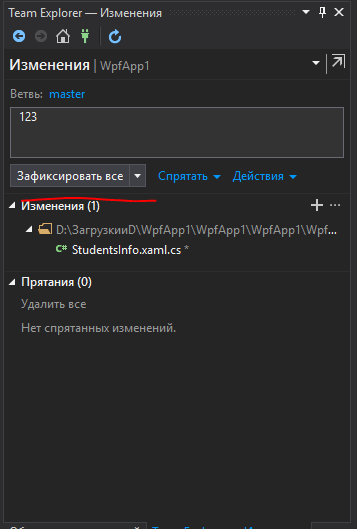 Team Explorer — Изменения
Изменения | WpfApp1
Ветвь: master
123
Зафиксировать все Спрятать Действия
Изменения (1)
D:\ЗагрузкииD\WpfApp1\WpfApp1\WpfApp1\Wpf...
C# StudentsInfo.xaml.cs *
Прятания (0)
Удалить все
Нет спрятанных изменений.